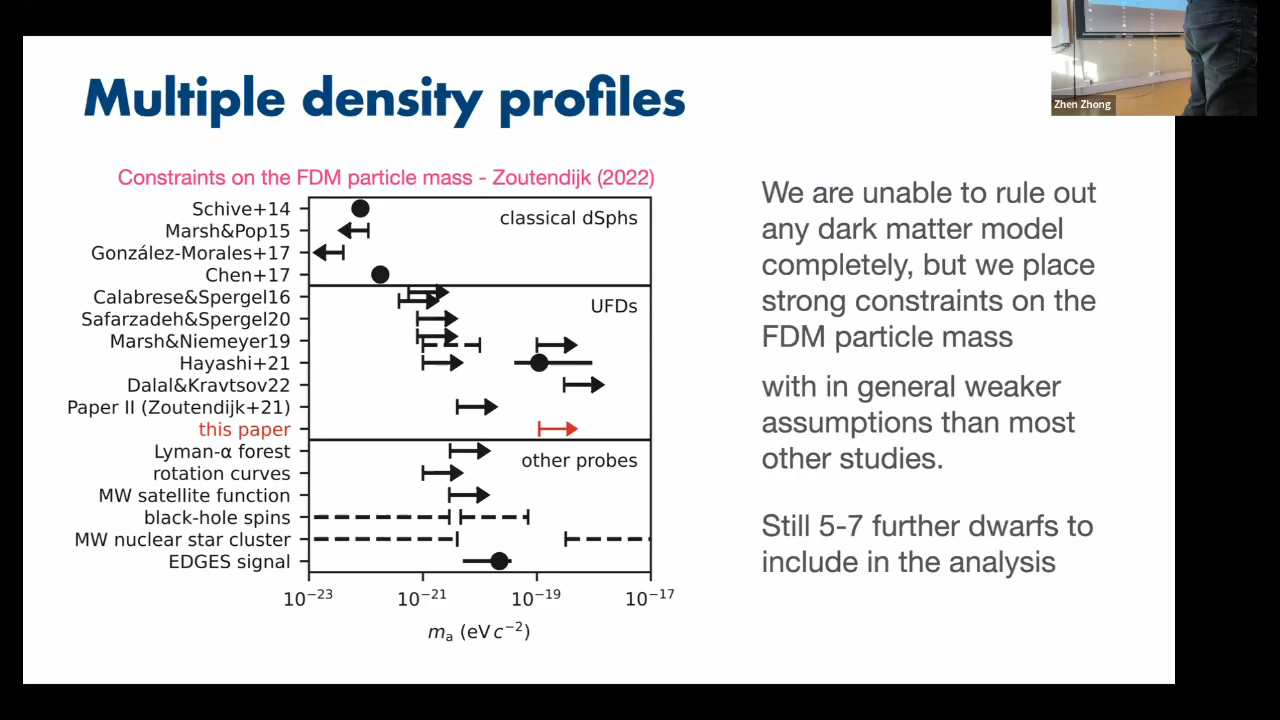 Multiple density profiles
Zhen Zhong
Constraints on the FDM particle mass - Zoutendijk (2022)
Schive+14
Marsh&Pop15
González-Morales+17
Chen+17
classical dSphs
Calabrese&Spergel16
Safarzadeh&Spergel20
Marsh&Niemeyer19
Hayashi+21
Dalal&Kravtsov22
Paper II (Zoutendijk+21)
this paper
UFDs
Lyman-α forest
rotation curves
MW satellite function
black-hole spins
MW nuclear star cluster
EDGES signal
other probes
10⁻²³ 10⁻²¹ 10⁻¹⁹ 10⁻¹⁷
mₐ (eV c⁻²)
We are unable to rule out
any dark matter model
completely, but we place
strong constraints on the
FDM particle mass
with in general weaker
assumptions than most
other studies.
Still 5-7 further dwarfs to
include in the analysis